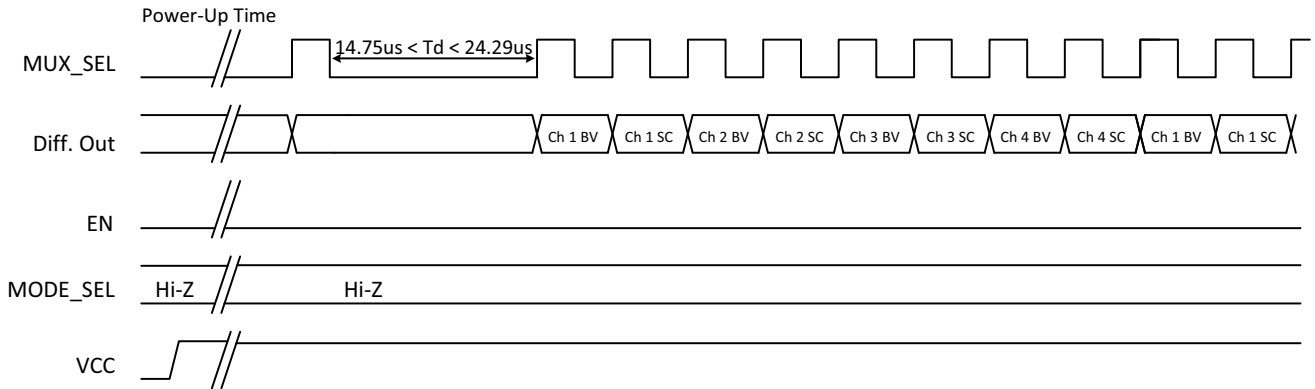 Power-Up Time
MUX_SEL
14.75us < Td < 24.29us
Diff. Out
Ch 1 BV
Ch 1 SC
Ch 2 BV
Ch 2 SC
Ch 3 BV
Ch 3 SC
Ch 4 BV
Ch 4 SC
Ch 1 BV
Ch 1 SC
EN
MODE_SEL
Hi-Z
Hi-Z
VCC